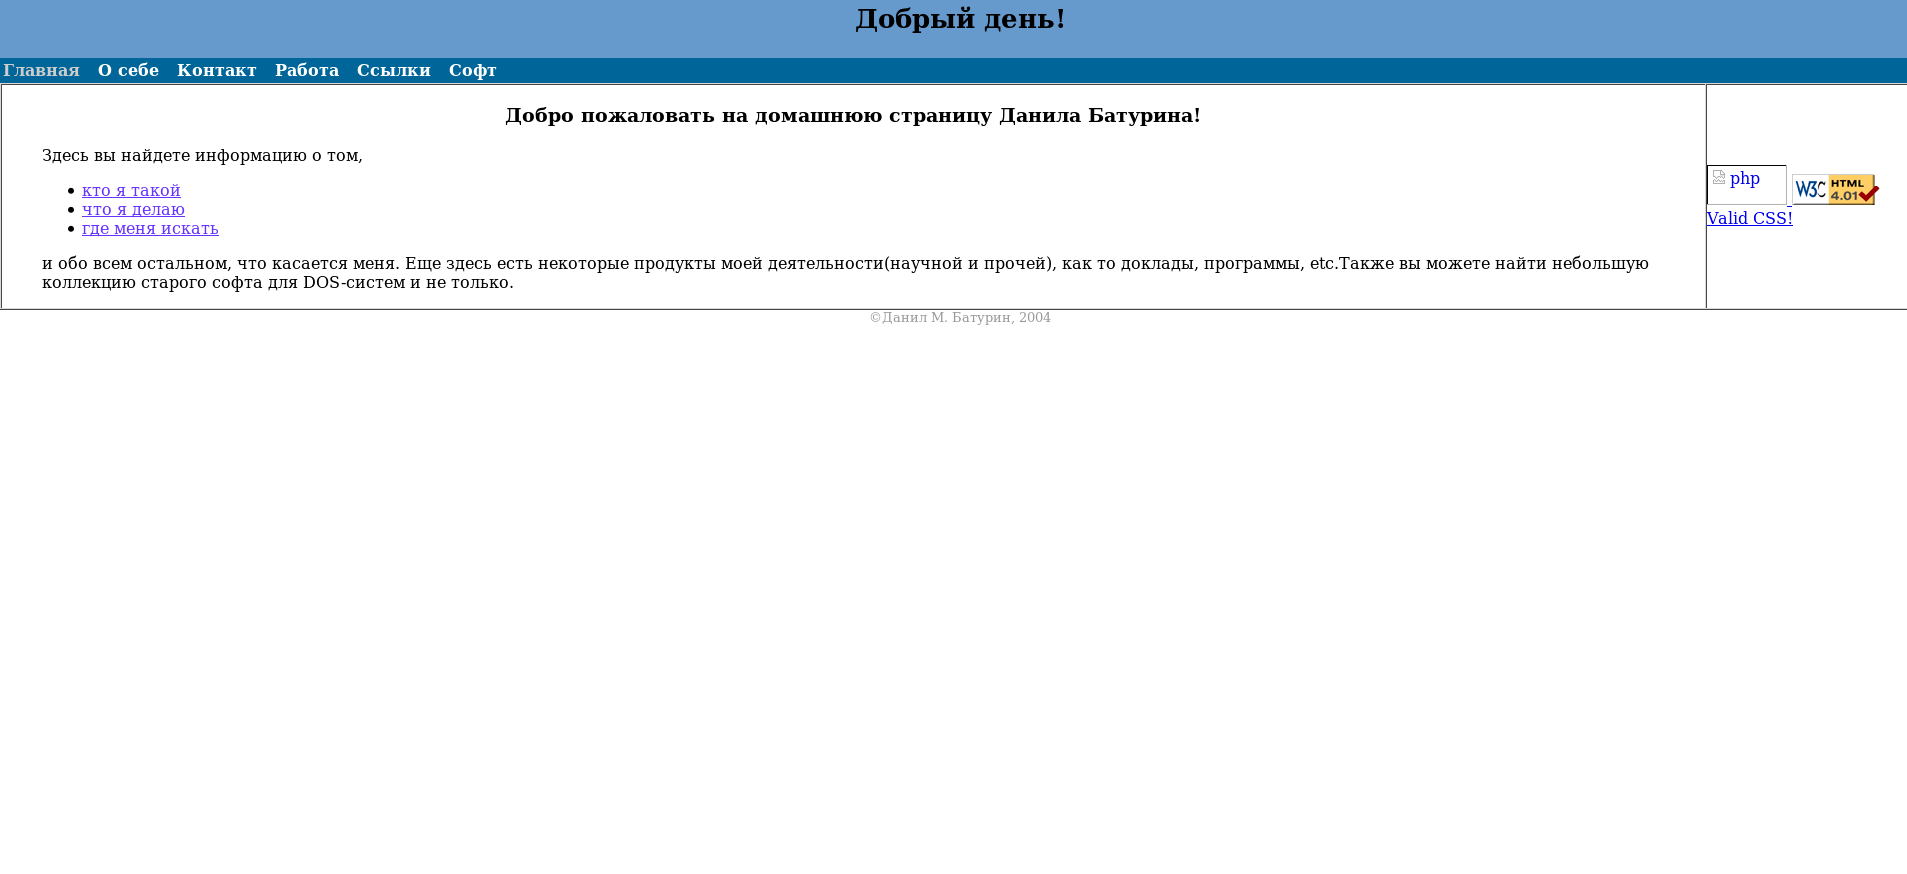 Добрый день!
Главная О себе Контакт Работа Ссылки Софт
Добро пожаловать на домашнюю страницу Данила Батурина!
Здесь вы найдете информацию о том,
кто я такой
что я делаю
где меня искать
и обо всем остальном, что касается меня. Еще здесь есть некоторые продукты моей деятельности(научной и прочей), как то доклады, программы, etc.Также вы можете найти небольшую
коллекцию старого софта для DOS-систем и не только.
php W3C HTML 4.01
Valid CSS!
©Данил М. Батурин, 2004